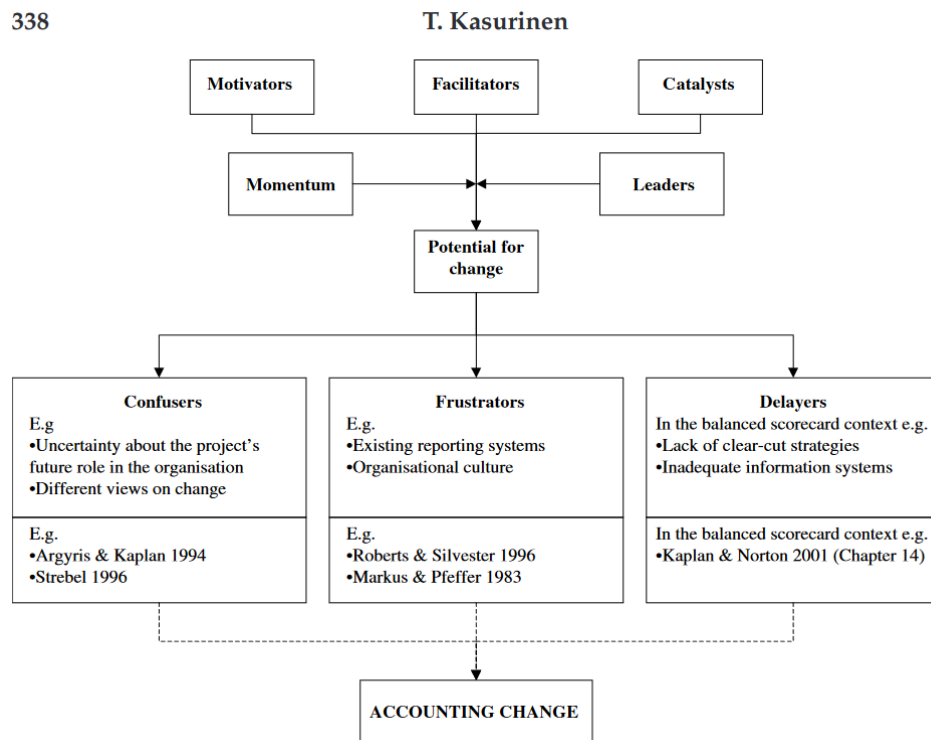 338
T. Kasurinen
Motivators
Facilitators
Catalysts
Momentum
Leaders
Potential for
change
Confusers
E.g
•Uncertainty about the project's
future role in the organisation
•Different views on change
Frustrators
E.g.
•Existing reporting systems
•Organisational culture
Delayers
In the balanced scorecard context e.g.
•Lack of clear-cut strategies
•Inadequate information systems
E.g.
•Argyris & Kaplan 1994
•Strebel 1996
E.g.
•Roberts & Silvester 1996
•Markus & Pfeffer 1983
In the balanced scorecard context e.g.
•Kaplan & Norton 2001 (Chapter 14)
ACCOUNTING CHANGE